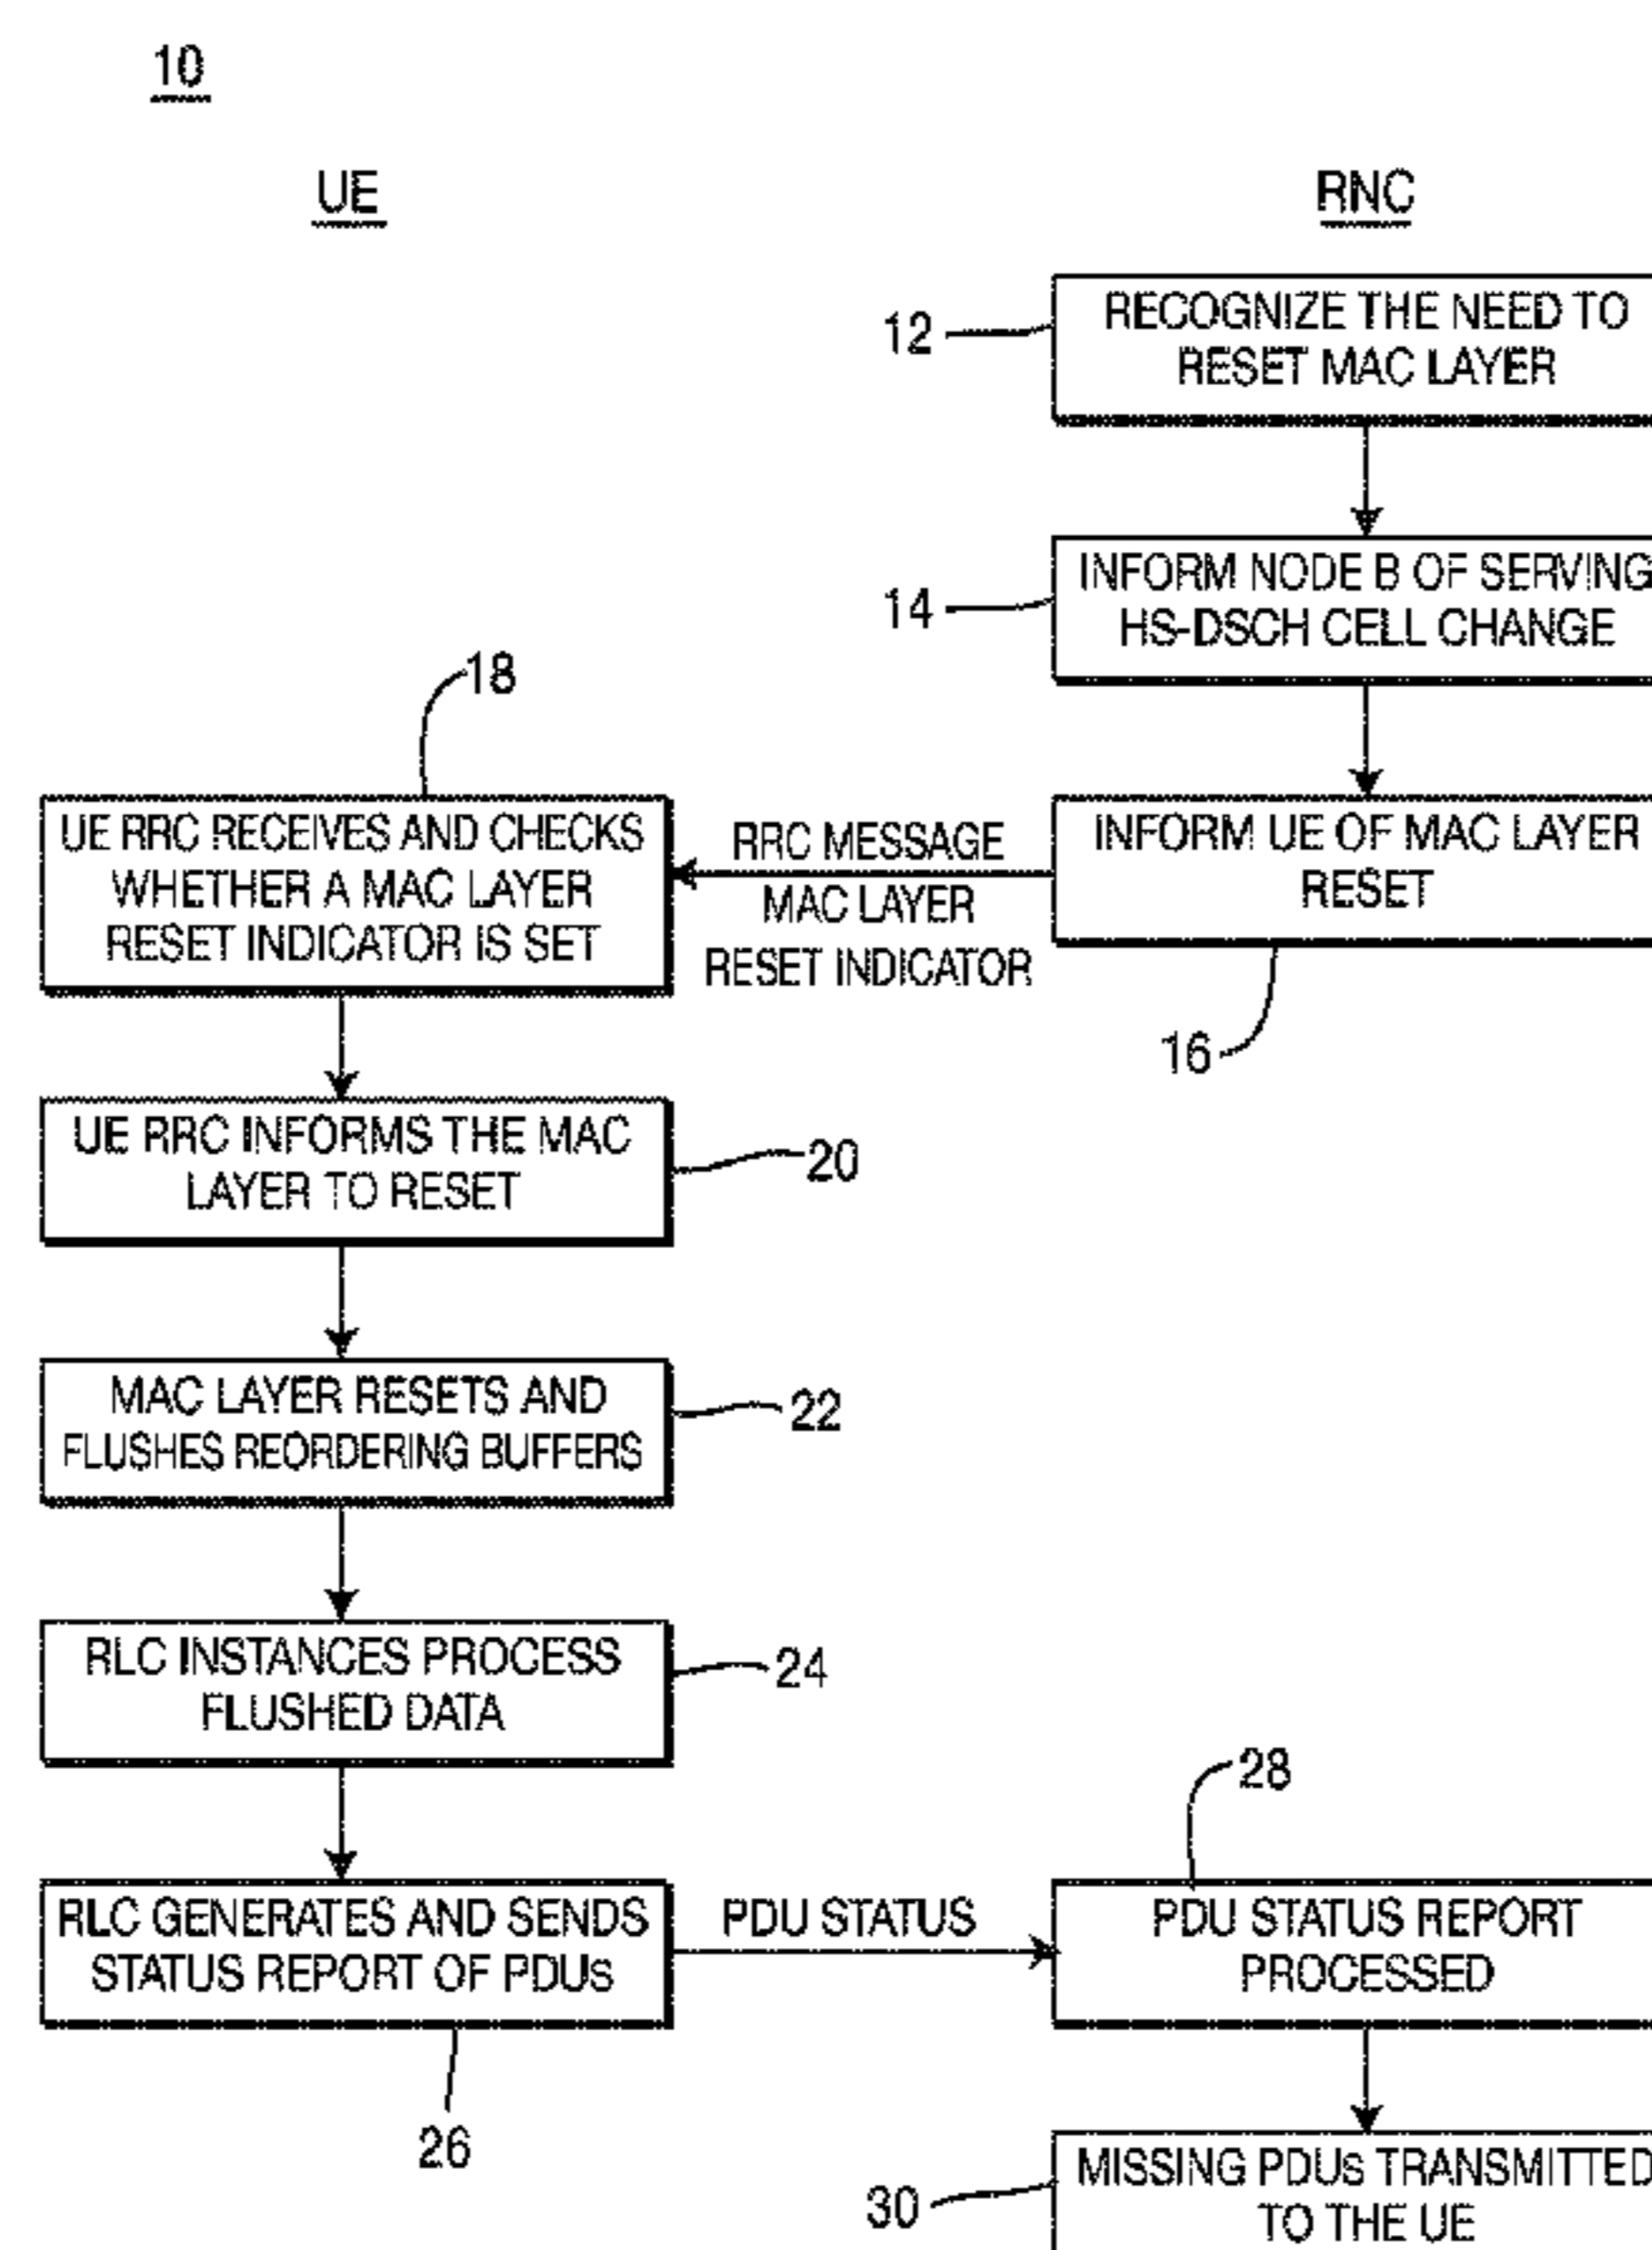 10
UE
RNC
12
RECOGNIZE THE NEED TO
RESET MAC LAYER
14
INFORM NODE B OF SERVING
HS-DSCH CELL CHANGE
18
UE RRC RECEIVES AND CHECKS
WHETHER A MAC LAYER
RESET INDICATOR IS SET
RRC MESSAGE
MAC LAYER
RESET INDICATOR
INFORM UE OF MAC LAYER
RESET
16
UE RRC INFORMS THE MAC
LAYER TO RESET
20
MAC LAYER RESETS AND
FLUSHES REORDERING BUFFERS
22
RLC INSTANCES PROCESS
FLUSHED DATA
24
28
RLC GENERATES AND SENDS
STATUS REPORT OF PDUs
PDU STATUS
PDU STATUS REPORT
PROCESSED
26
30
MISSING PDUs TRANSMITTED
TO THE UE